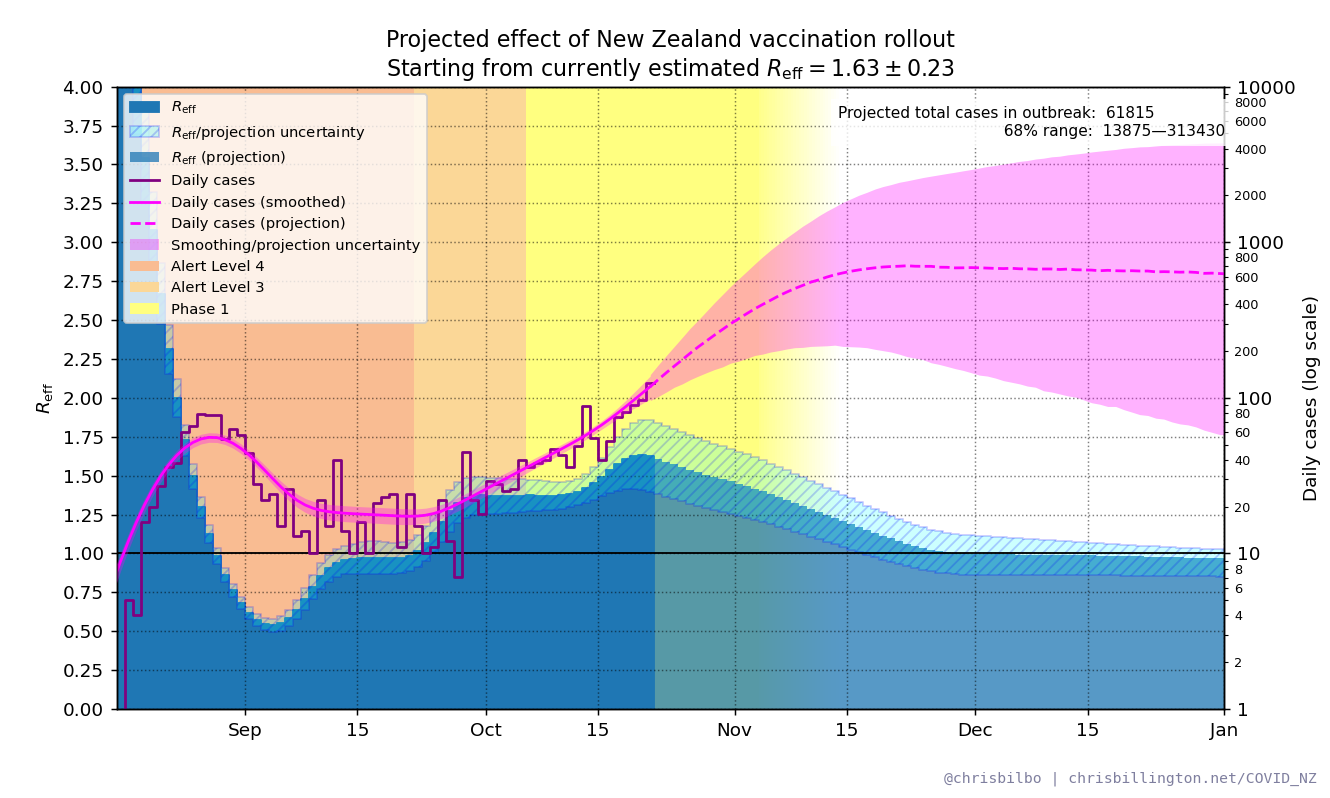 Projected effect of New Zealand vaccination rollout
Starting from currently estimated Reff = 1.63 ± 0.23
Projected total cases in outbreak: 61815
68% range: 13875—313430
Reff
Reff/projection uncertainty
Reff (projection)
Daily cases
Daily cases (smoothed)
Daily cases (projection)
Smoothing/projection uncertainty
Alert Level 4
Alert Level 3
Phase 1
Reff
4.00
3.75
3.50
3.25
3.00
2.75
2.50
2.25
2.00
1.75
1.50
1.25
1.00
0.75
0.50
0.25
0.00
Sep 15 Oct 15 Nov 15 Dec 15 Jan
10000
8000
6000
4000
2000
1000
800
600
400
200
100
80
60
40
20
10
8
6
4
2
1
Daily cases (log scale)
@chrisbilbo | chrisbillington.net/COVID_NZ